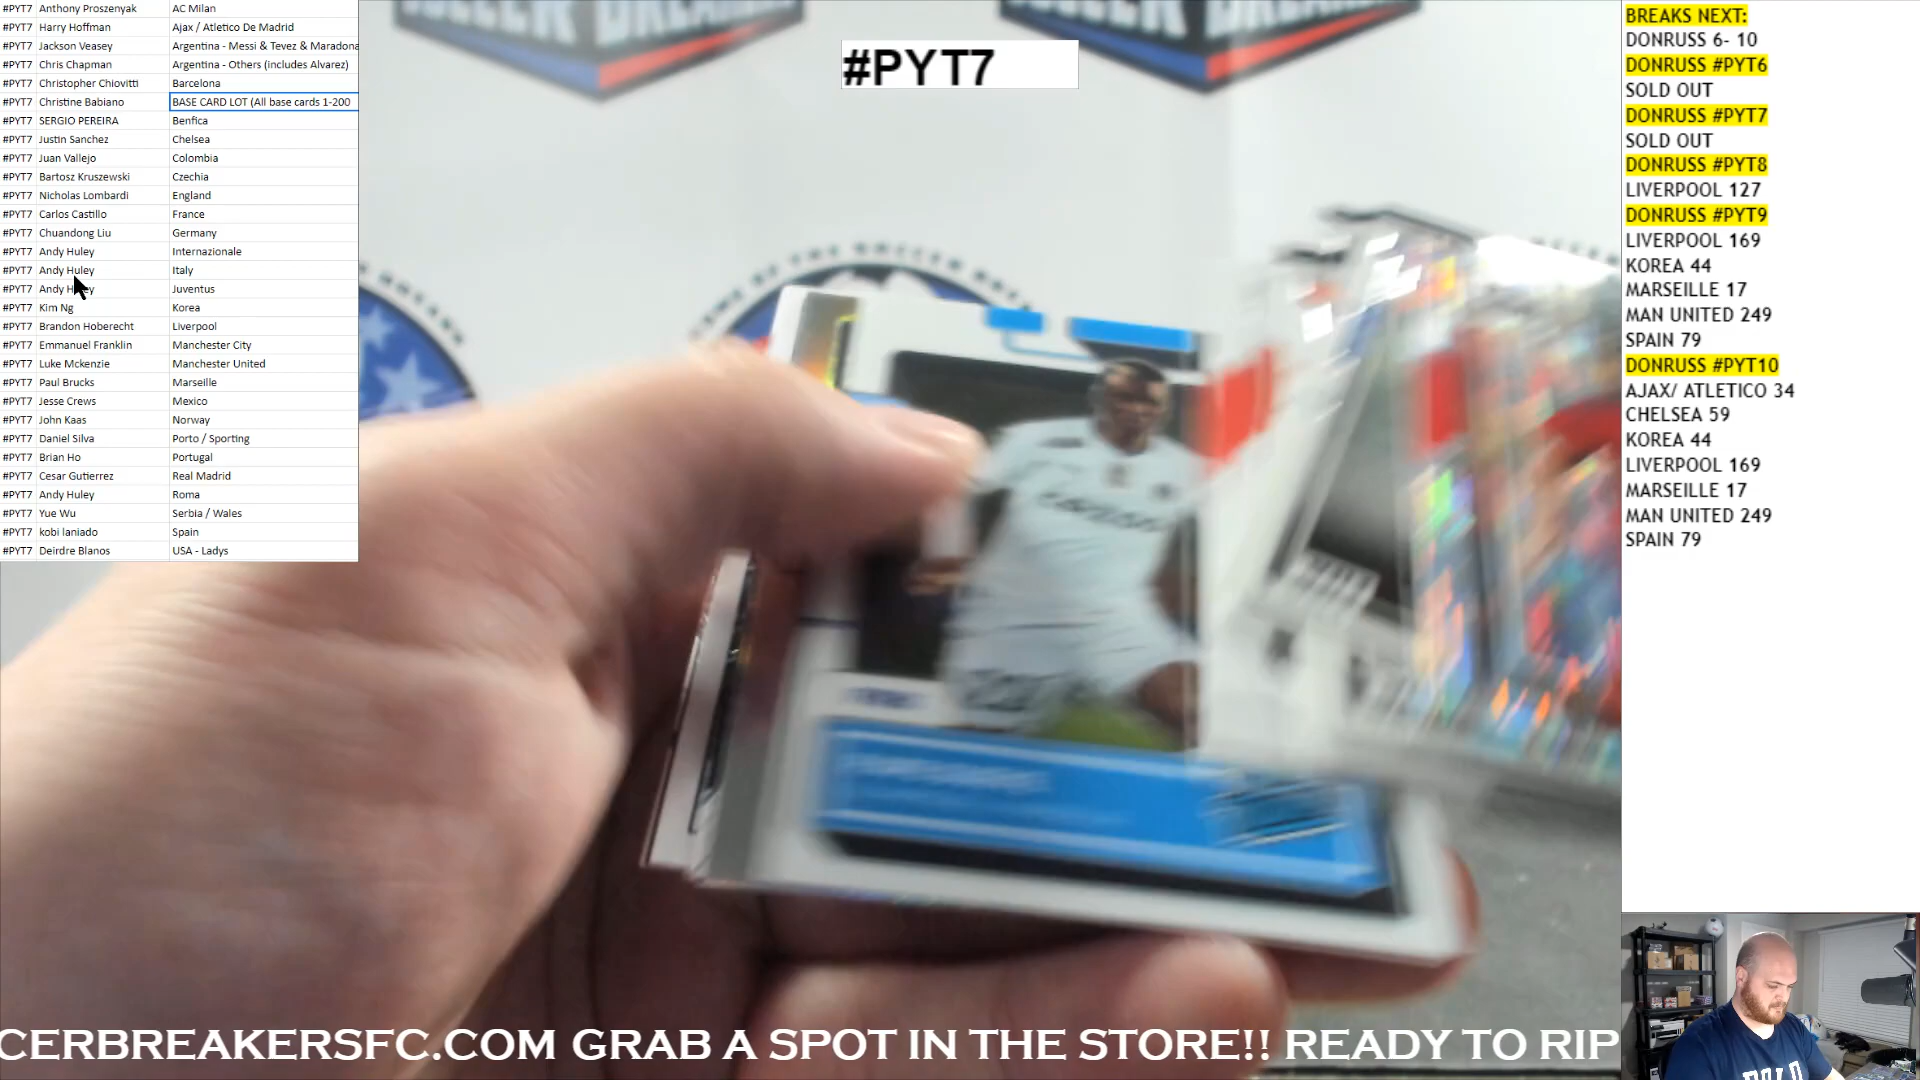 #PYT7 Anthony Proszenyak AC Milan
#PYT7 Harry Hoffman Ajax / Atletico De Madrid
#PYT7 Jackson Veasey Argentina - Messi & Tevez & Maradona
#PYT7 Chris Chapman Argentina - Others (includes Alvarez)
#PYT7 Christopher Chiovitti Barcelona
#PYT7 Christine Babiano BASE CARD LOT (All base cards 1-200
#PYT7 SERGIO PEREIRA Benfica
#PYT7 Justin Sanchez Chelsea
#PYT7 Juan Vallejo Colombia
#PYT7 Bartosz Kruszewski Czechia
#PYT7 Nicholas Lombardi England
#PYT7 Carlos Castillo France
#PYT7 Chuandong Liu Germany
#PYT7 Andy Huley Internazionale
#PYT7 Andy Huley Italy
#PYT7 Andy Huley Juventus
#PYT7 Kim Ng Korea
#PYT7 Brandon Hoberecht Liverpool
#PYT7 Emmanuel Franklin Manchester City
#PYT7 Luke Mckenzie Manchester United
#PYT7 Paul Brucks Marseille
#PYT7 Jesse Crews Mexico
#PYT7 John Kaas Norway
#PYT7 Daniel Silva Porto / Sporting
#PYT7 Brian Ho Portugal
#PYT7 Cesar Gutierrez Real Madrid
#PYT7 Andy Huley Roma
#PYT7 Yue Wu Serbia / Wales
#PYT7 kobi laniado Spain
#PYT7 Deirdre Blanos USA - Ladys
#PYT7
BREAKS NEXT:
DONRUSS 6- 10
DONRUSS #PYT6
SOLD OUT
DONRUSS #PYT7
SOLD OUT
DONRUSS #PYT8
LIVERPOOL 127
DONRUSS #PYT9
LIVERPOOL 169
KOREA 44
MARSEILLE 17
MAN UNITED 249
SPAIN 79
DONRUSS #PYT10
AJAX/ ATLETICO 34
CHELSEA 59
KOREA 44
LIVERPOOL 169
MARSEILLE 17
MAN UNITED 249
SPAIN 79
CERBREAKERSFC.COM GRAB A SPOT IN THE STORE!! READY TO RIP